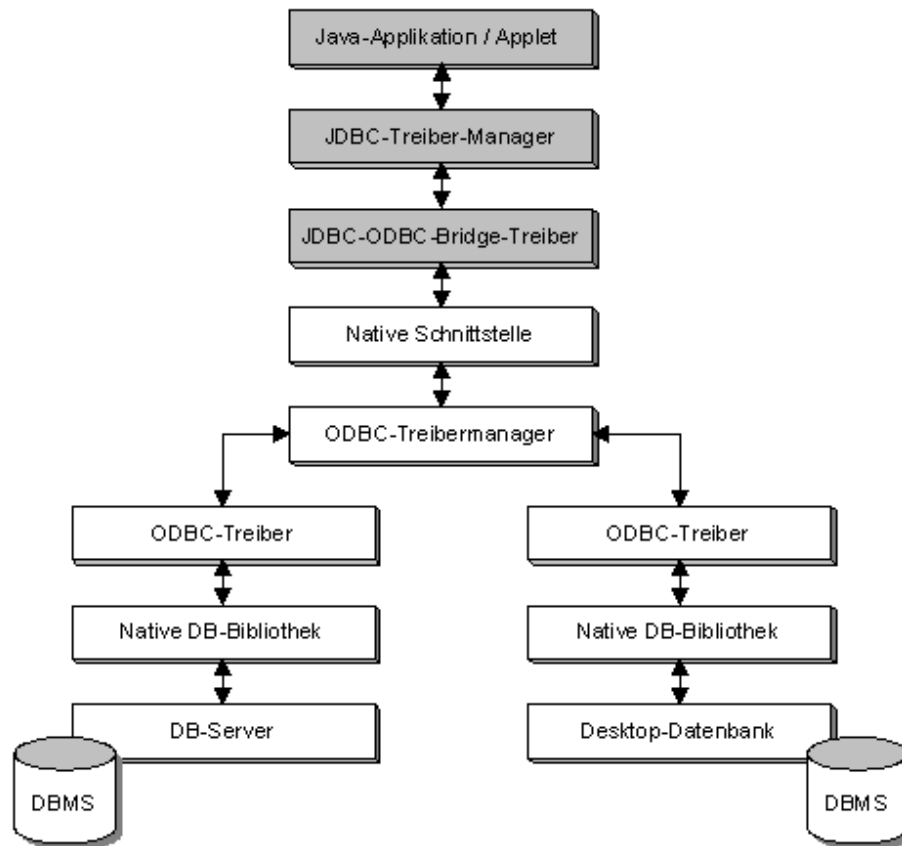 Java-Applikation / Applet
JDBC-Treiber-Manager
JDBC-ODBC-Bridge-Treiber
Native Schnittstelle
ODBC-Treibermanager
ODBC-Treiber
ODBC-Treiber
Native DB-Bibliothek
Native DB-Bibliothek
DB-Server
Desktop-Datenbank
DBMS
DBMS